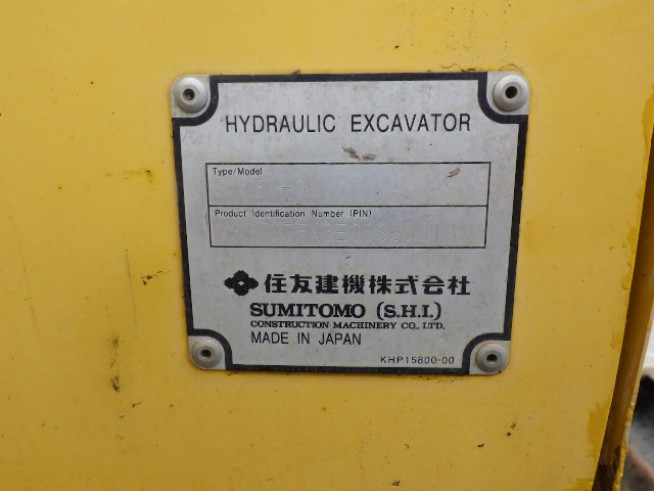 HYDRAULIC EXCAVATOR
Type/Model
Product Identification Number (PIN)
住友建機株式会社
SUMITOMO (S.H.I.)
CONSTRUCTION MACHINERY CO., LTD.
MADE IN JAPAN
KHP15800-00